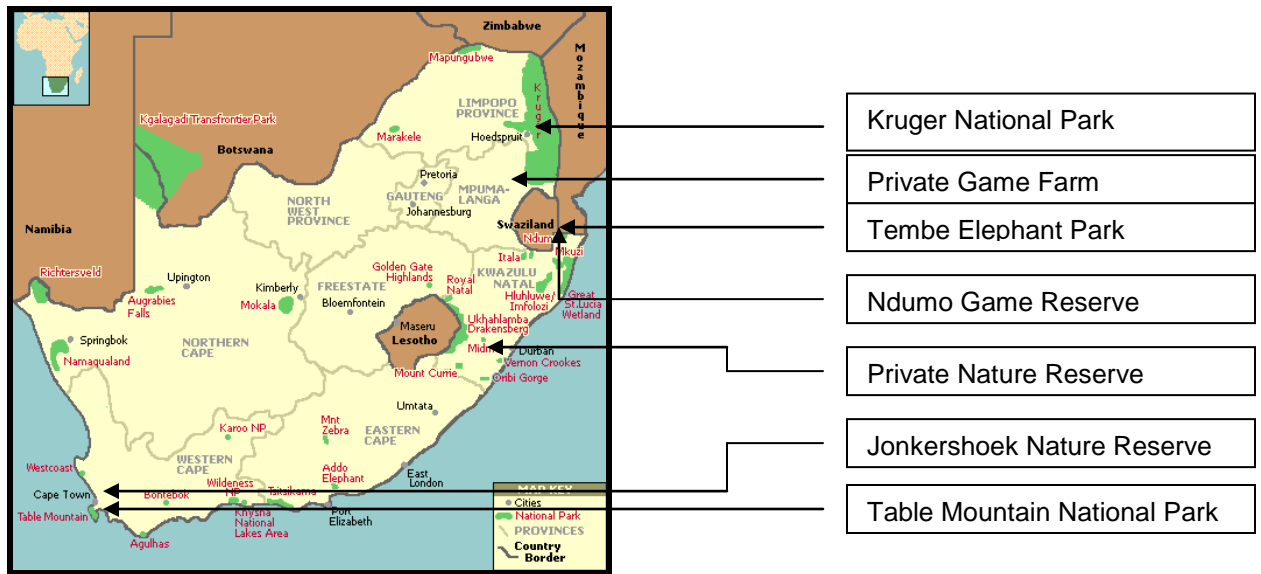 Zimbabwe
Mozambique
Mapungubwe
Kruger
LIMPOPO
PROVINCE
Kgalagadi Transfrontier Park
Marakele
Hoedspruit
Botswana
Pretoria
GAUTENG
MPUMA-
LANGA
Johannesburg
NORTH
WEST
PROVINCE
Namibia
Swaziland
Ndum
Mkuzi
Itala
Richtersveld
Upington
Golden Gate
Highlands
Royal
Natal
KWAZULU
NATAL
Kimberly
FREESTATE
Mokala
Bloemfontein
Hluhluwe/
Imfolozi
Great
St.Lucia
Wetland
Augrabies
Falls
Ukhahlamba
Drakensberg
Maseru
Lesotho
Springbok
NORTHERN
CAPE
Midm
Durban
Namaqualand
Vernon Crookes
Mount Currie
Oribi Gorge
Umtata
Mnt
Zebra
Karoo NP
EASTERN
CAPE
WESTERN
CAPE
Westcoast
Addo
Elephant
East
London
Wilderness
NP
Tsitsikama
Cape Town
Bontebok
Table Mountain
Knysna
National
Lakes Area
Port
Elizabeth
Agulhas
MAP KEY
Cities
National Park
PROVINCES
Country
Border
Kruger National Park
Private Game Farm
Tembe Elephant Park
Ndumo Game Reserve
Private Nature Reserve
Jonkershoek Nature Reserve
Table Mountain National Park